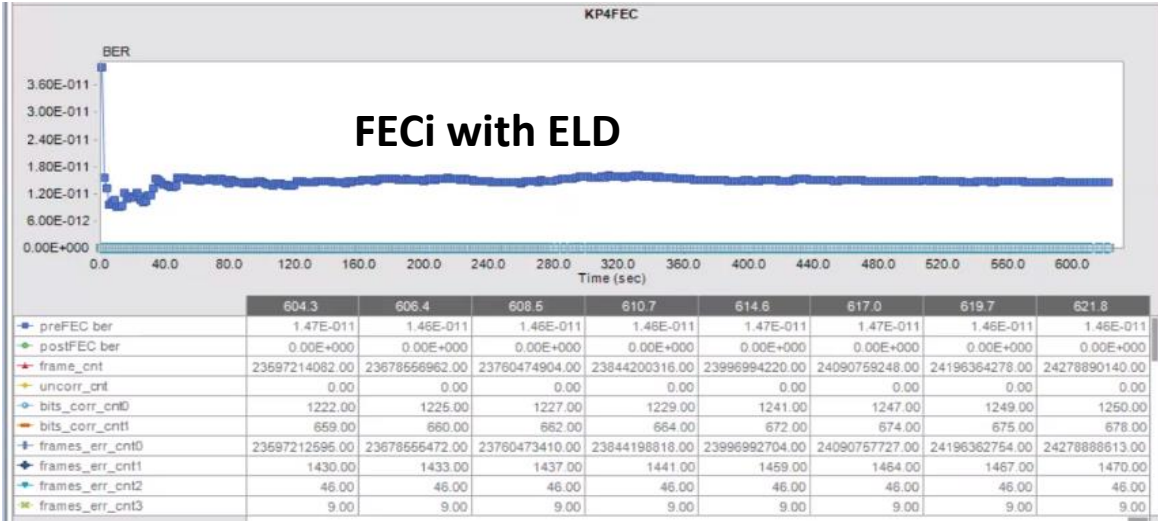 KP4FEC
BER
3.60E-011
3.00E-011
2.40E-011
1.80E-011
1.20E-011
6.00E-012
0.00E+000
FECi with ELD
0.0 40.0 80.0 120.0 160.0 200.0 240.0 280.0 320.0 360.0 400.0 440.0 480.0 520.0 560.0 600.0
Time (sec)
604.3 606.4 608.5 610.7 614.6 617.0 619.7 621.8
preFEC ber 1.47E-011 1.46E-011 1.46E-011 1.46E-011 1.47E-011 1.47E-011 1.46E-011 1.46E-011
postFEC ber 0.00E+000 0.00E+000 0.00E+000 0.00E+000 0.00E+000 0.00E+000 0.00E+000 0.00E+000
frame_cnt 23597214082.00 23678556962.00 23760474904.00 23844200316.00 23996994220.00 24090759248.00 24196364278.00 24278890140.00
uncorr_cnt 0.00 0.00 0.00 0.00 0.00 0.00 0.00 0.00
bits_corr_cnt0 1222.00 1225.00 1227.00 1229.00 1241.00 1247.00 1249.00 1250.00
bits_corr_cnt1 659.00 660.00 662.00 664.00 672.00 674.00 675.00 678.00
frames_err_cnt0 23597212595.00 23678555472.00 23760473410.00 23844198816.00 23996992704.00 24090757727.00 24196362754.00 24278888613.00
frames_err_cnt1 1430.00 1433.00 1437.00 1441.00 1459.00 1464.00 1467.00 1470.00
frames_err_cnt2 46.00 46.00 46.00 46.00 46.00 46.00 46.00 46.00
frames_err_cnt3 9.00 9.00 9.00 9.00 9.00 9.00 9.00 9.00